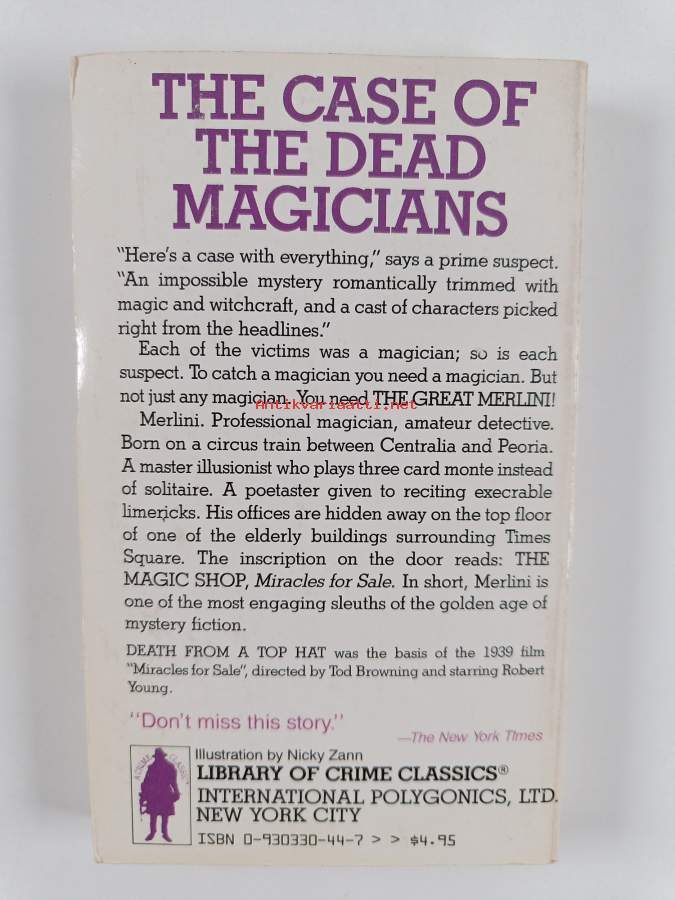 THE CASE OF
THE DEAD
MAGICIANS
"Here's a case with everything," says a prime suspect.
"An impossible mystery romantically trimmed with
magic and witchcraft, and a cast of characters picked
right from the headlines."
Each of the victims was a magician; so is each
suspect. To catch a magician you need a magician. But
not just any magician. You need THE GREAT MERLINI!
Antikvariaatti.net
Merlini. Professional magician, amateur detective.
Born on a circus train between Centralia and Peoria.
A master illusionist who plays three card monte instead
of solitaire. A poetaster given to reciting execrable
limericks. His offices are hidden away on the top floor
of one of the elderly buildings surrounding Times
Square. The inscription on the door reads: THE
MAGIC SHOP, Miracles for Sale. In short, Merlini is
one of the most engaging sleuths of the golden age of
mystery fiction.
DEATH FROM A TOP HAT was the basis of the 1939 film
"Miracles for Sale", directed by Tod Browning and starring Robert
Young.
"Don't miss this story."
—The New York Times
Illustration by Nicky Zann
LIBRARY OF CRIME CLASSICS®
INTERNATIONAL POLYGONICS, LTD.
NEW YORK CITY
ISBN 0-930330-44-7 > > $4.95